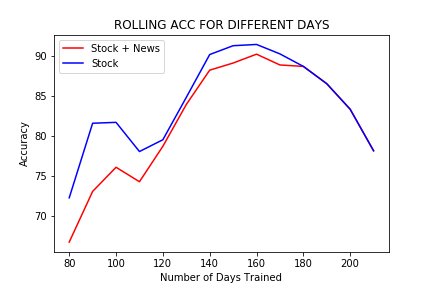 ROLLING ACC FOR DIFFERENT DAYS
Stock + News
Stock
Accuracy
90
85
80
75
70
80 100 120 140 160 180 200
Number of Days Trained